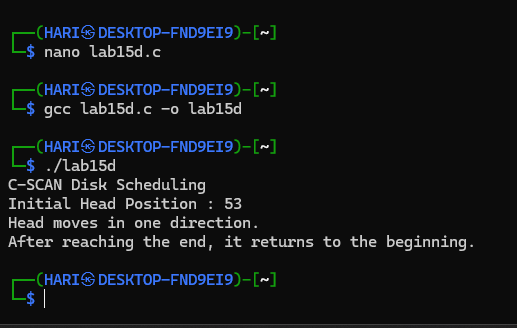 ┌──(HARI㉿DESKTOP-FND9EI9)-[~]
└─$ nano lab15d.c
┌──(HARI㉿DESKTOP-FND9EI9)-[~]
└─$ gcc lab15d.c -o lab15d
┌──(HARI㉿DESKTOP-FND9EI9)-[~]
└─$ ./lab15d
C-SCAN Disk Scheduling
Initial Head Position : 53
Head moves in one direction.
After reaching the end, it returns to the beginning.
┌──(HARI㉿DESKTOP-FND9EI9)-[~]
└─$